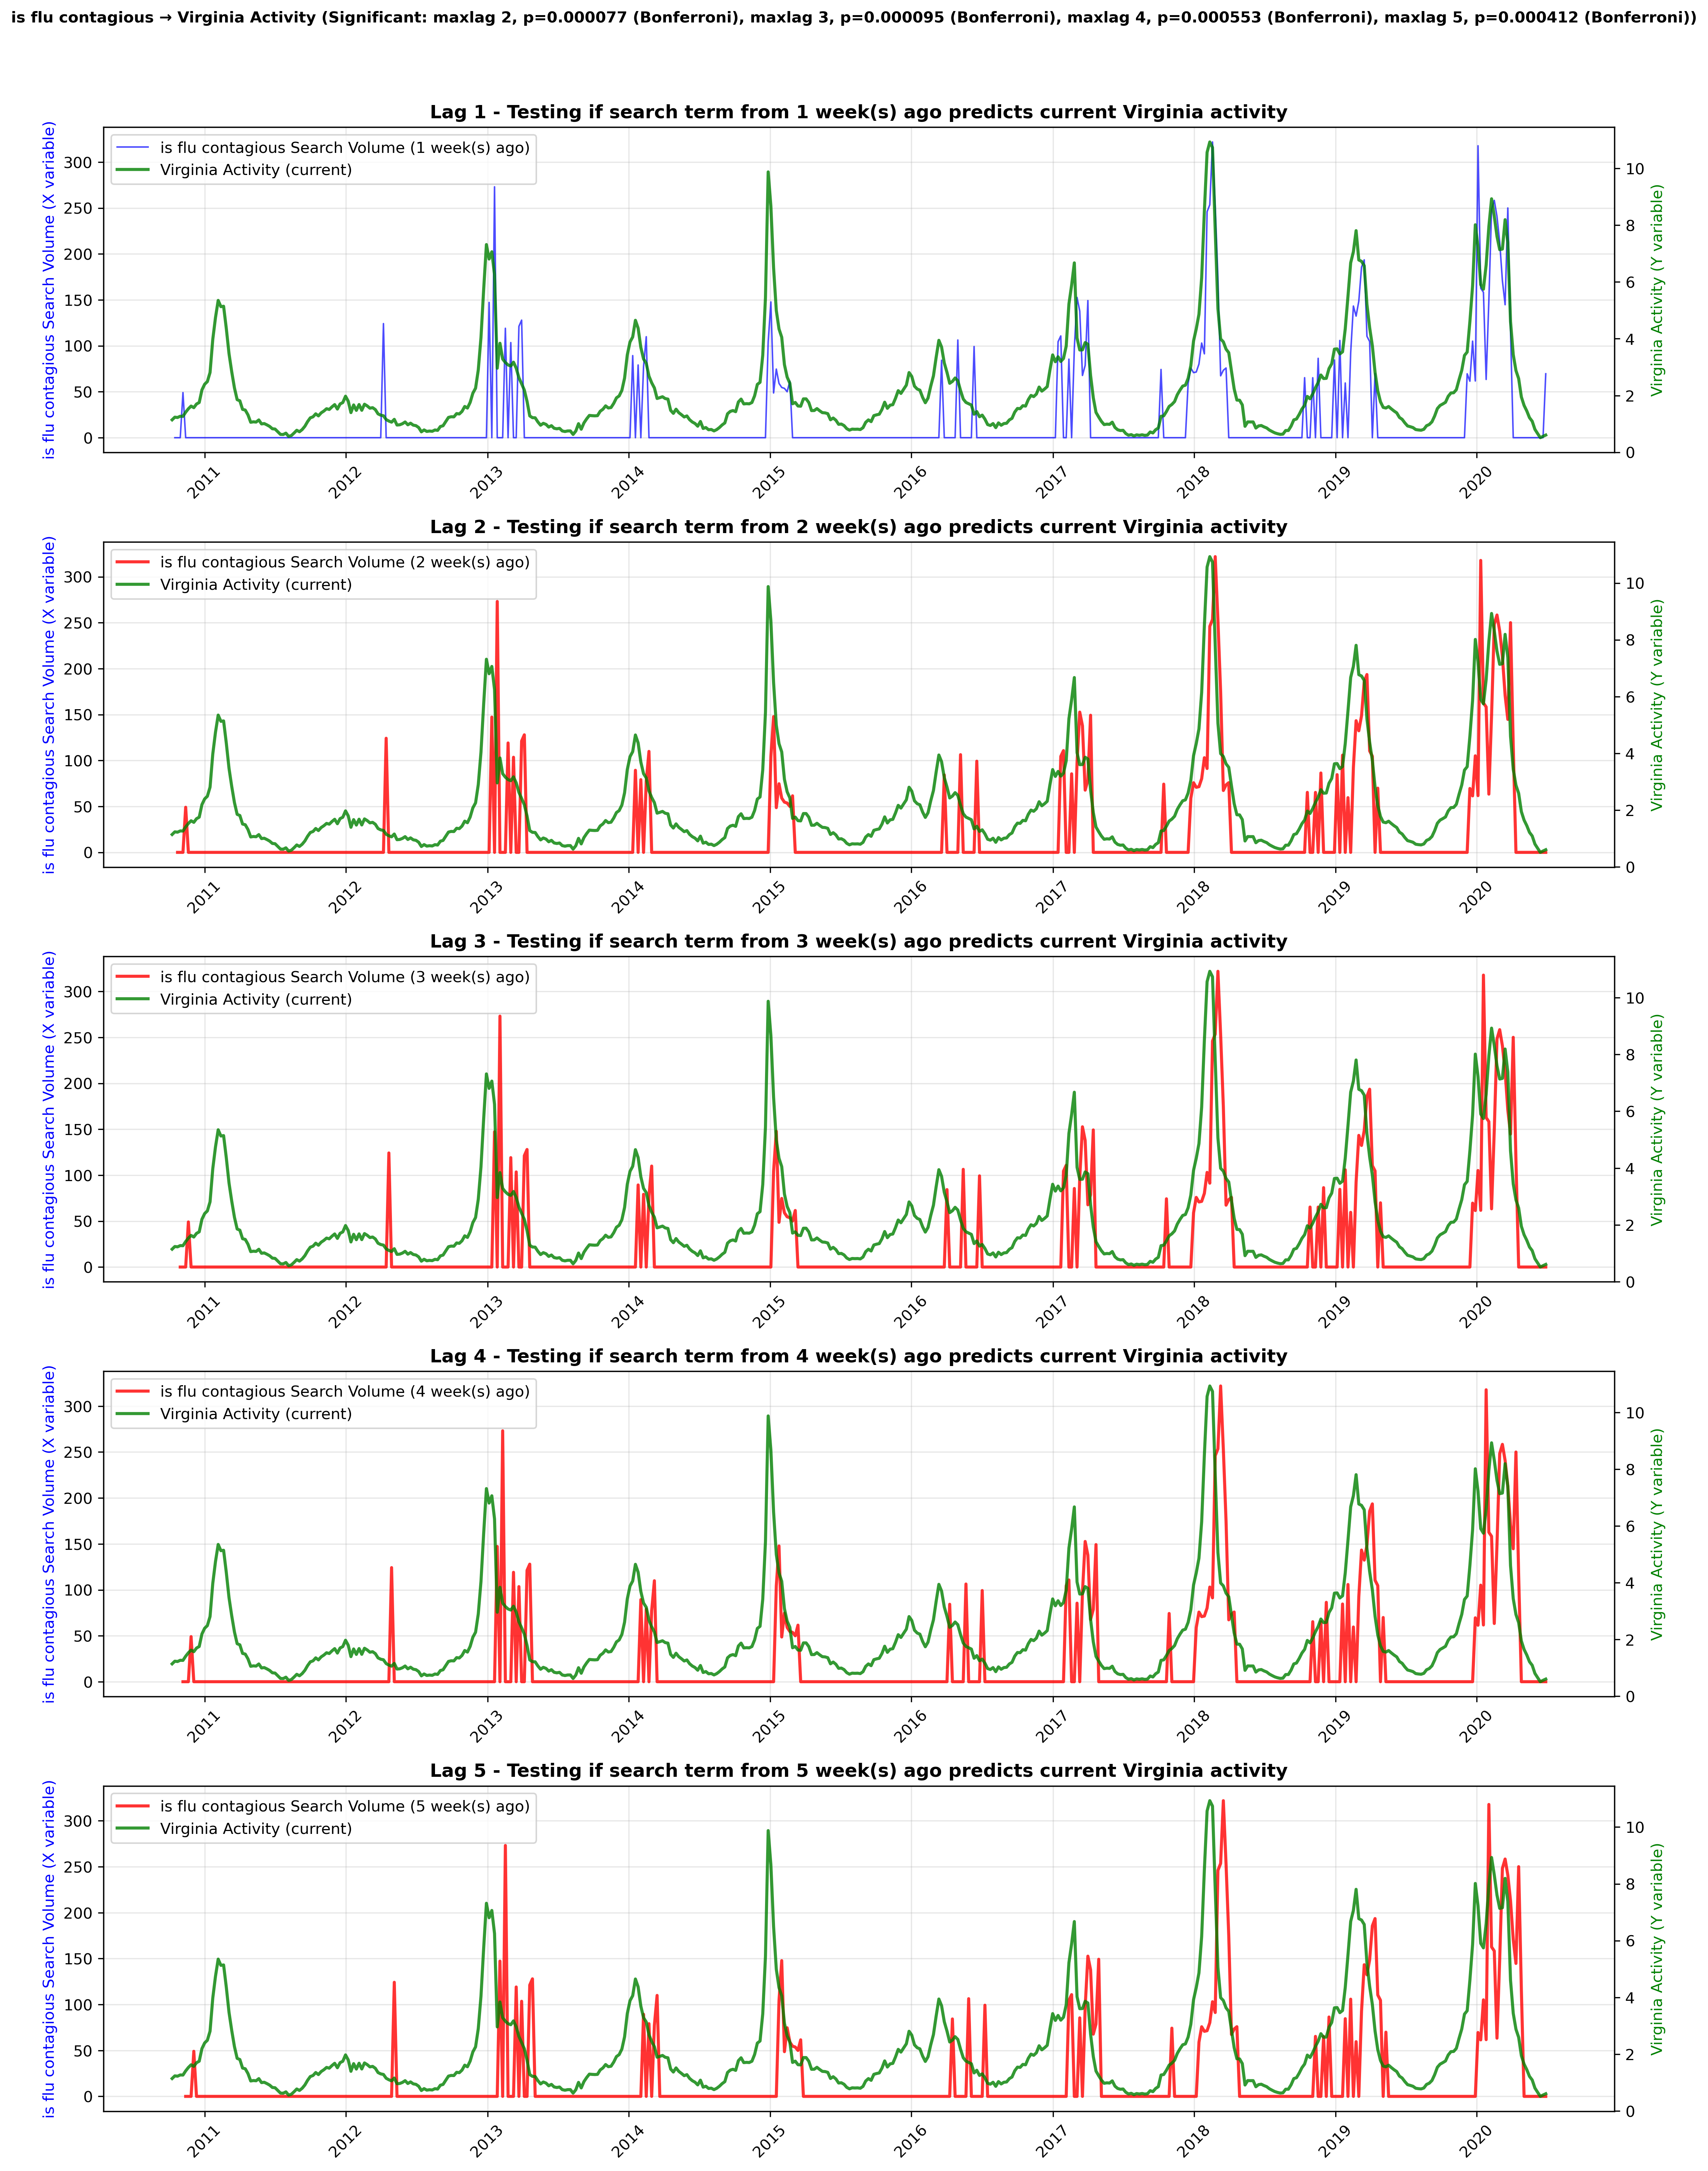 is flu contagious → Virginia Activity (Significant: maxlag 2, p=0.000077 (Bonferroni), maxlag 3, p=0.000095 (Bonferroni), maxlag 4, p=0.000553 (Bonferroni), maxlag 5, p=0.000412 (Bonferroni))
Lag 1 - Testing if search term from 1 week(s) ago predicts current Virginia activity
is flu contagious Search Volume (X variable)
300
250
200
150
100
50
0
is flu contagious Search Volume (1 week(s) ago)
Virginia Activity (current)
10
8
6
4
2
0
Virginia Activity (Y variable)
2011 2012 2013 2014 2015 2016 2017 2018 2019 2020
Lag 2 - Testing if search term from 2 week(s) ago predicts current Virginia activity
is flu contagious Search Volume (X variable)
300
250
200
150
100
50
0
is flu contagious Search Volume (2 week(s) ago)
Virginia Activity (current)
10
8
6
4
2
0
Virginia Activity (Y variable)
2011 2012 2013 2014 2015 2016 2017 2018 2019 2020
Lag 3 - Testing if search term from 3 week(s) ago predicts current Virginia activity
is flu contagious Search Volume (X variable)
300
250
200
150
100
50
0
is flu contagious Search Volume (3 week(s) ago)
Virginia Activity (current)
10
8
6
4
2
0
Virginia Activity (Y variable)
2011 2012 2013 2014 2015 2016 2017 2018 2019 2020
Lag 4 - Testing if search term from 4 week(s) ago predicts current Virginia activity
is flu contagious Search Volume (X variable)
300
250
200
150
100
50
0
is flu contagious Search Volume (4 week(s) ago)
Virginia Activity (current)
10
8
6
4
2
0
Virginia Activity (Y variable)
2011 2012 2013 2014 2015 2016 2017 2018 2019 2020
Lag 5 - Testing if search term from 5 week(s) ago predicts current Virginia activity
is flu contagious Search Volume (X variable)
300
250
200
150
100
50
0
is flu contagious Search Volume (5 week(s) ago)
Virginia Activity (current)
10
8
6
4
2
0
Virginia Activity (Y variable)
2011 2012 2013 2014 2015 2016 2017 2018 2019 2020